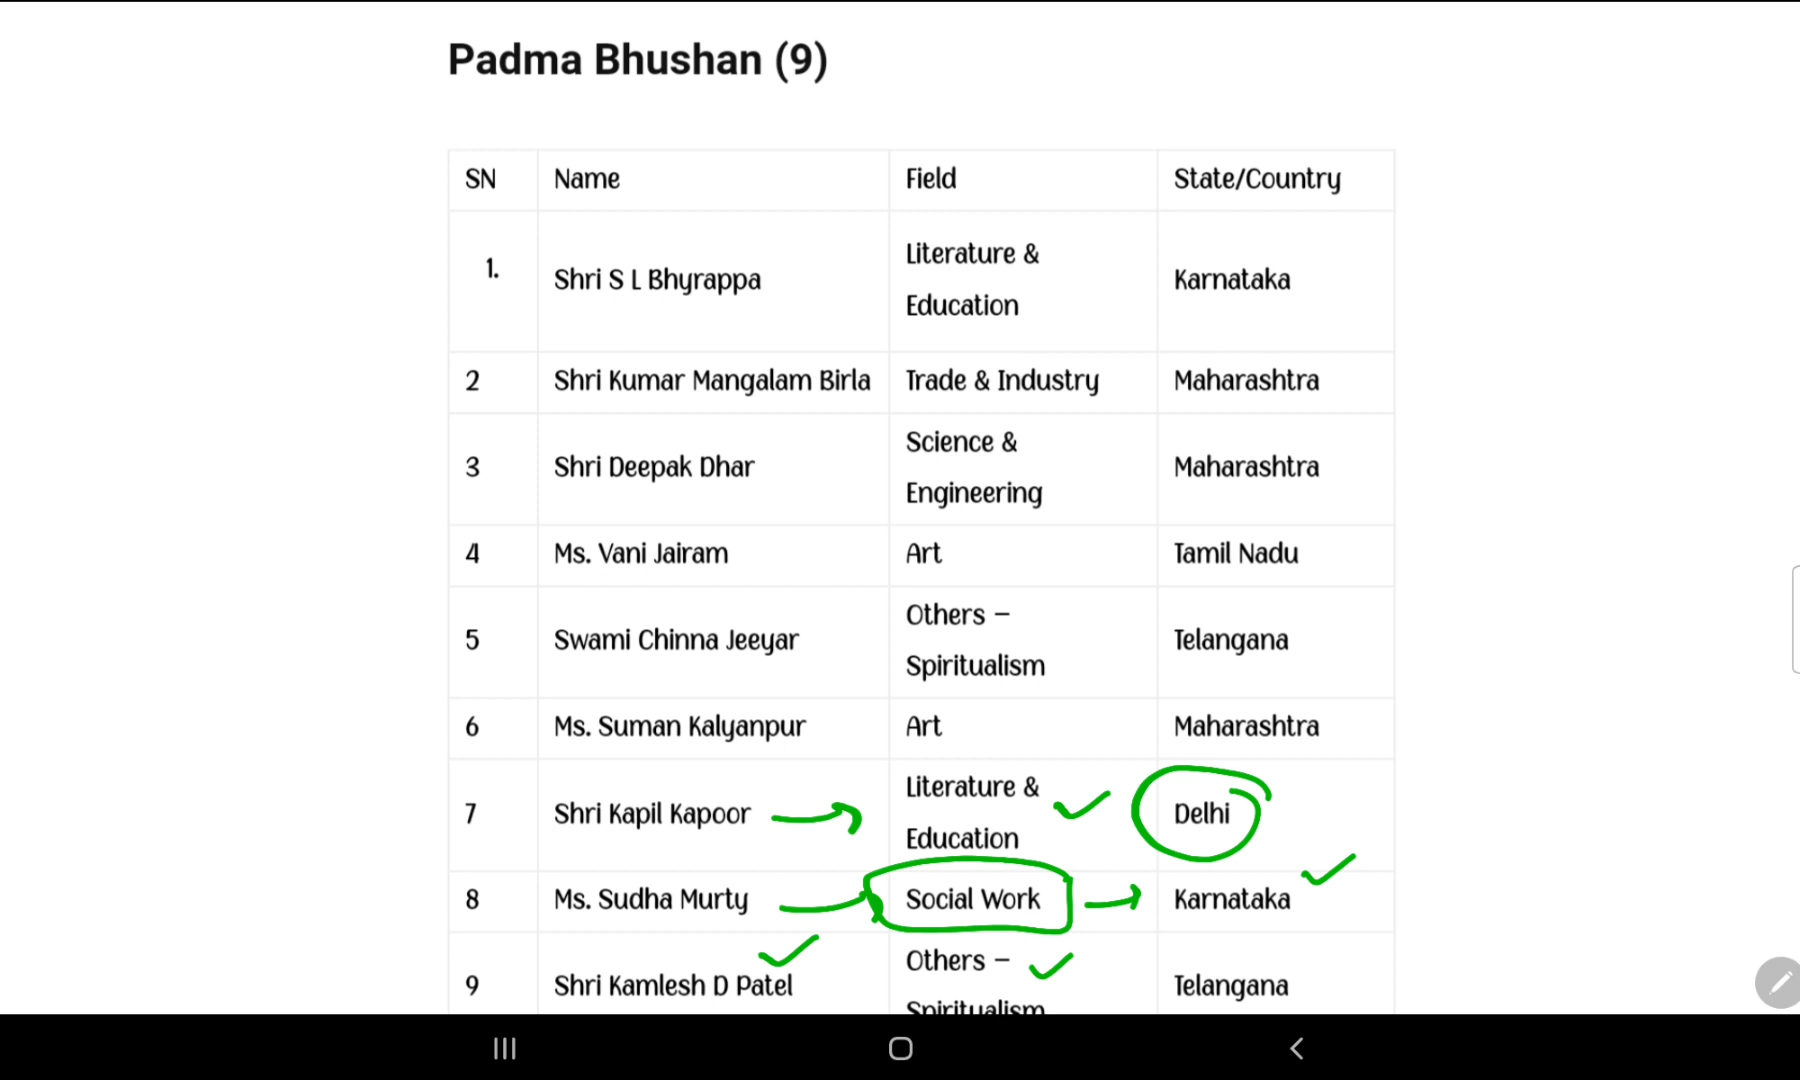 Padma Bhushan (9)
SN Name Field State/Country
1. Shri S L Bhyrappa Literature & Education Karnataka
2 Shri Kumar Mangalam Birla Trade & Industry Maharashtra
3 Shri Deepak Dhar Science & Engineering Maharashtra
4 Ms. Vani Jairam Art Tamil Nadu
5 Swami Chinna Jeeyar Others – Spiritualism Telangana
6 Ms. Suman Kalyanpur Art Maharashtra
7 Shri Kapil Kapoor Literature & Education Delhi
8 Ms. Sudha Murty Social Work Karnataka
9 Shri Kamlesh D Patel Others – Spiritualism Telangana